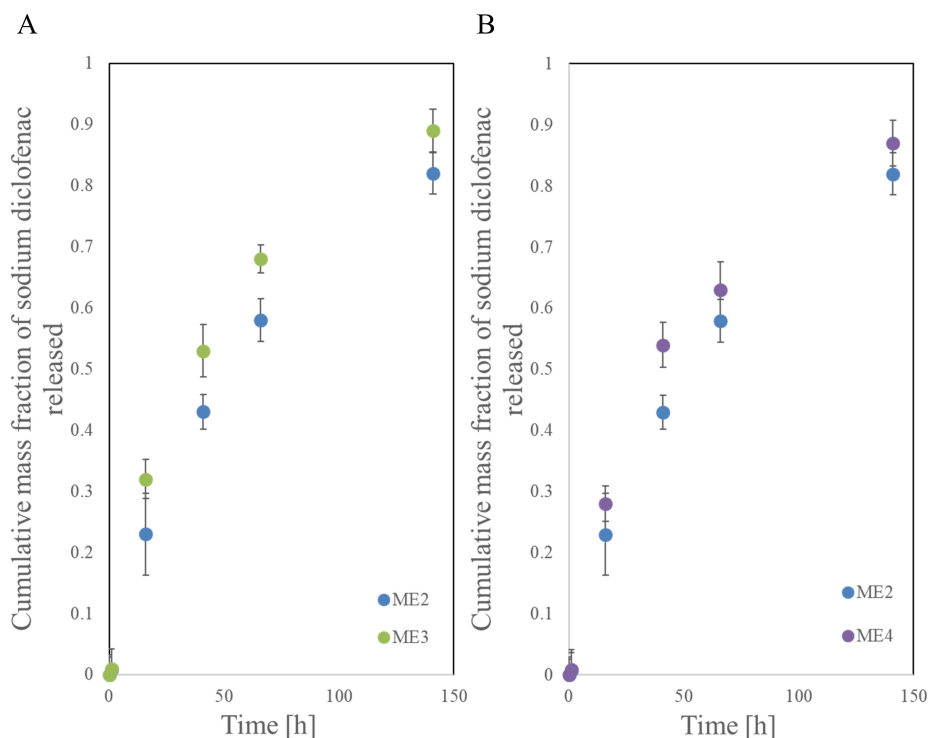 A
Cumulative mass fraction of sodium diclofenac
released
1
0.9
0.8
0.7
0.6
0.5
0.4
0.3
0.2
0.1
0
0
50
100
150
Time [h]
ME2
ME3
B
Cumulative mass fraction of sodium diclofenac
released
1
0.9
0.8
0.7
0.6
0.5
0.4
0.3
0.2
0.1
0
0
50
100
150
Time [h]
ME2
ME4